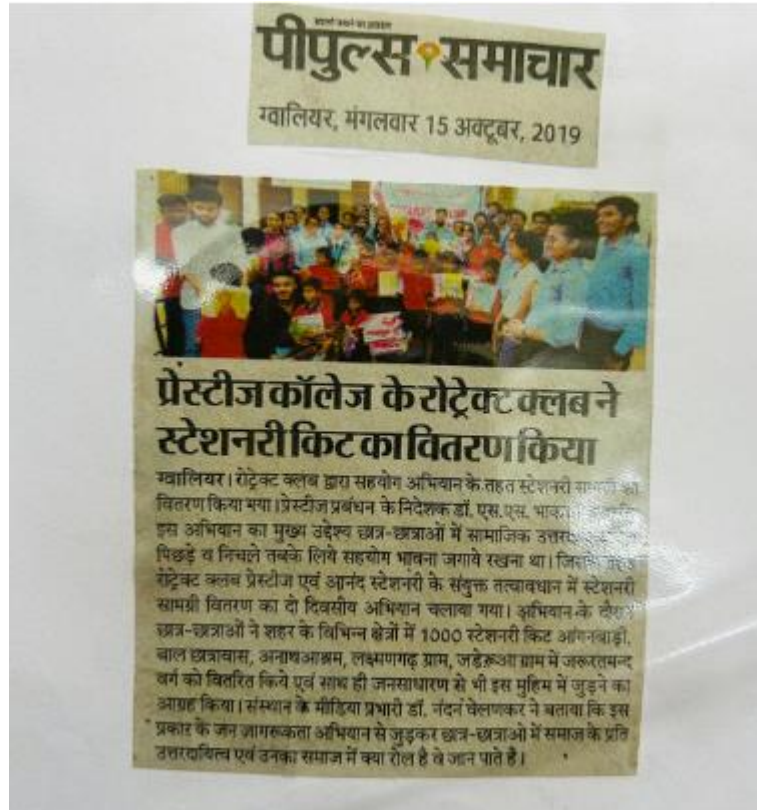 पीपुल्स समाचार
ग्वालियर, मंगलवार 15 अक्टूबर, 2019
प्रेस्टीज कॉलेज के रोट्रेक्ट क्लब ने
स्टेशनरी किट का वितरण किया
ग्वालियर। रोट्रेक्ट क्लब द्वारा सहयोग अभियान के तहत स्टेशनरी का
वितरण किया गया। प्रेस्टीज प्रबंधन के निदेशक डॉ. एस.एस.
इस अभियान का मुख्य उद्देश्य छात्र-छात्राओं में सामाजिक
पिछड़े व निचले तबके लिये सहयोग भावना जगाये रखना था।
रोट्रेक्ट क्लब प्रेस्टीज एवं आनंद स्टेशनरी के संयुक्त तत्वावधान में स्टेशनरी
सामग्री वितरण का दो दिवसीय अभियान चलाया गया। अभियान के दौरान
छात्र-छात्राओं ने शहर के विभिन्न क्षेत्रों में 1000 स्टेशनरी किट आंगनबाड़ी,
बाल छात्रावास, अनाथआश्रम, लक्ष्मणगढ़ ग्राम, जडेरूआ ग्राम में जरूरतमन्द
वर्ग को वितरित किये एवं साथ ही जनसाधारण से भी इस मुहिम में जुड़ने का
आग्रह किया। संस्थान के मीडिया प्रभारी डॉ. नंदन वेलणकर ने बताया कि इस
प्रकार के जन जागरूकता अभियान से जुड़कर छात्र-छात्राओ में समाज के प्रति
उत्तरदायित्व एवं उनका समाज में क्या रोल है वे जान पाते है।